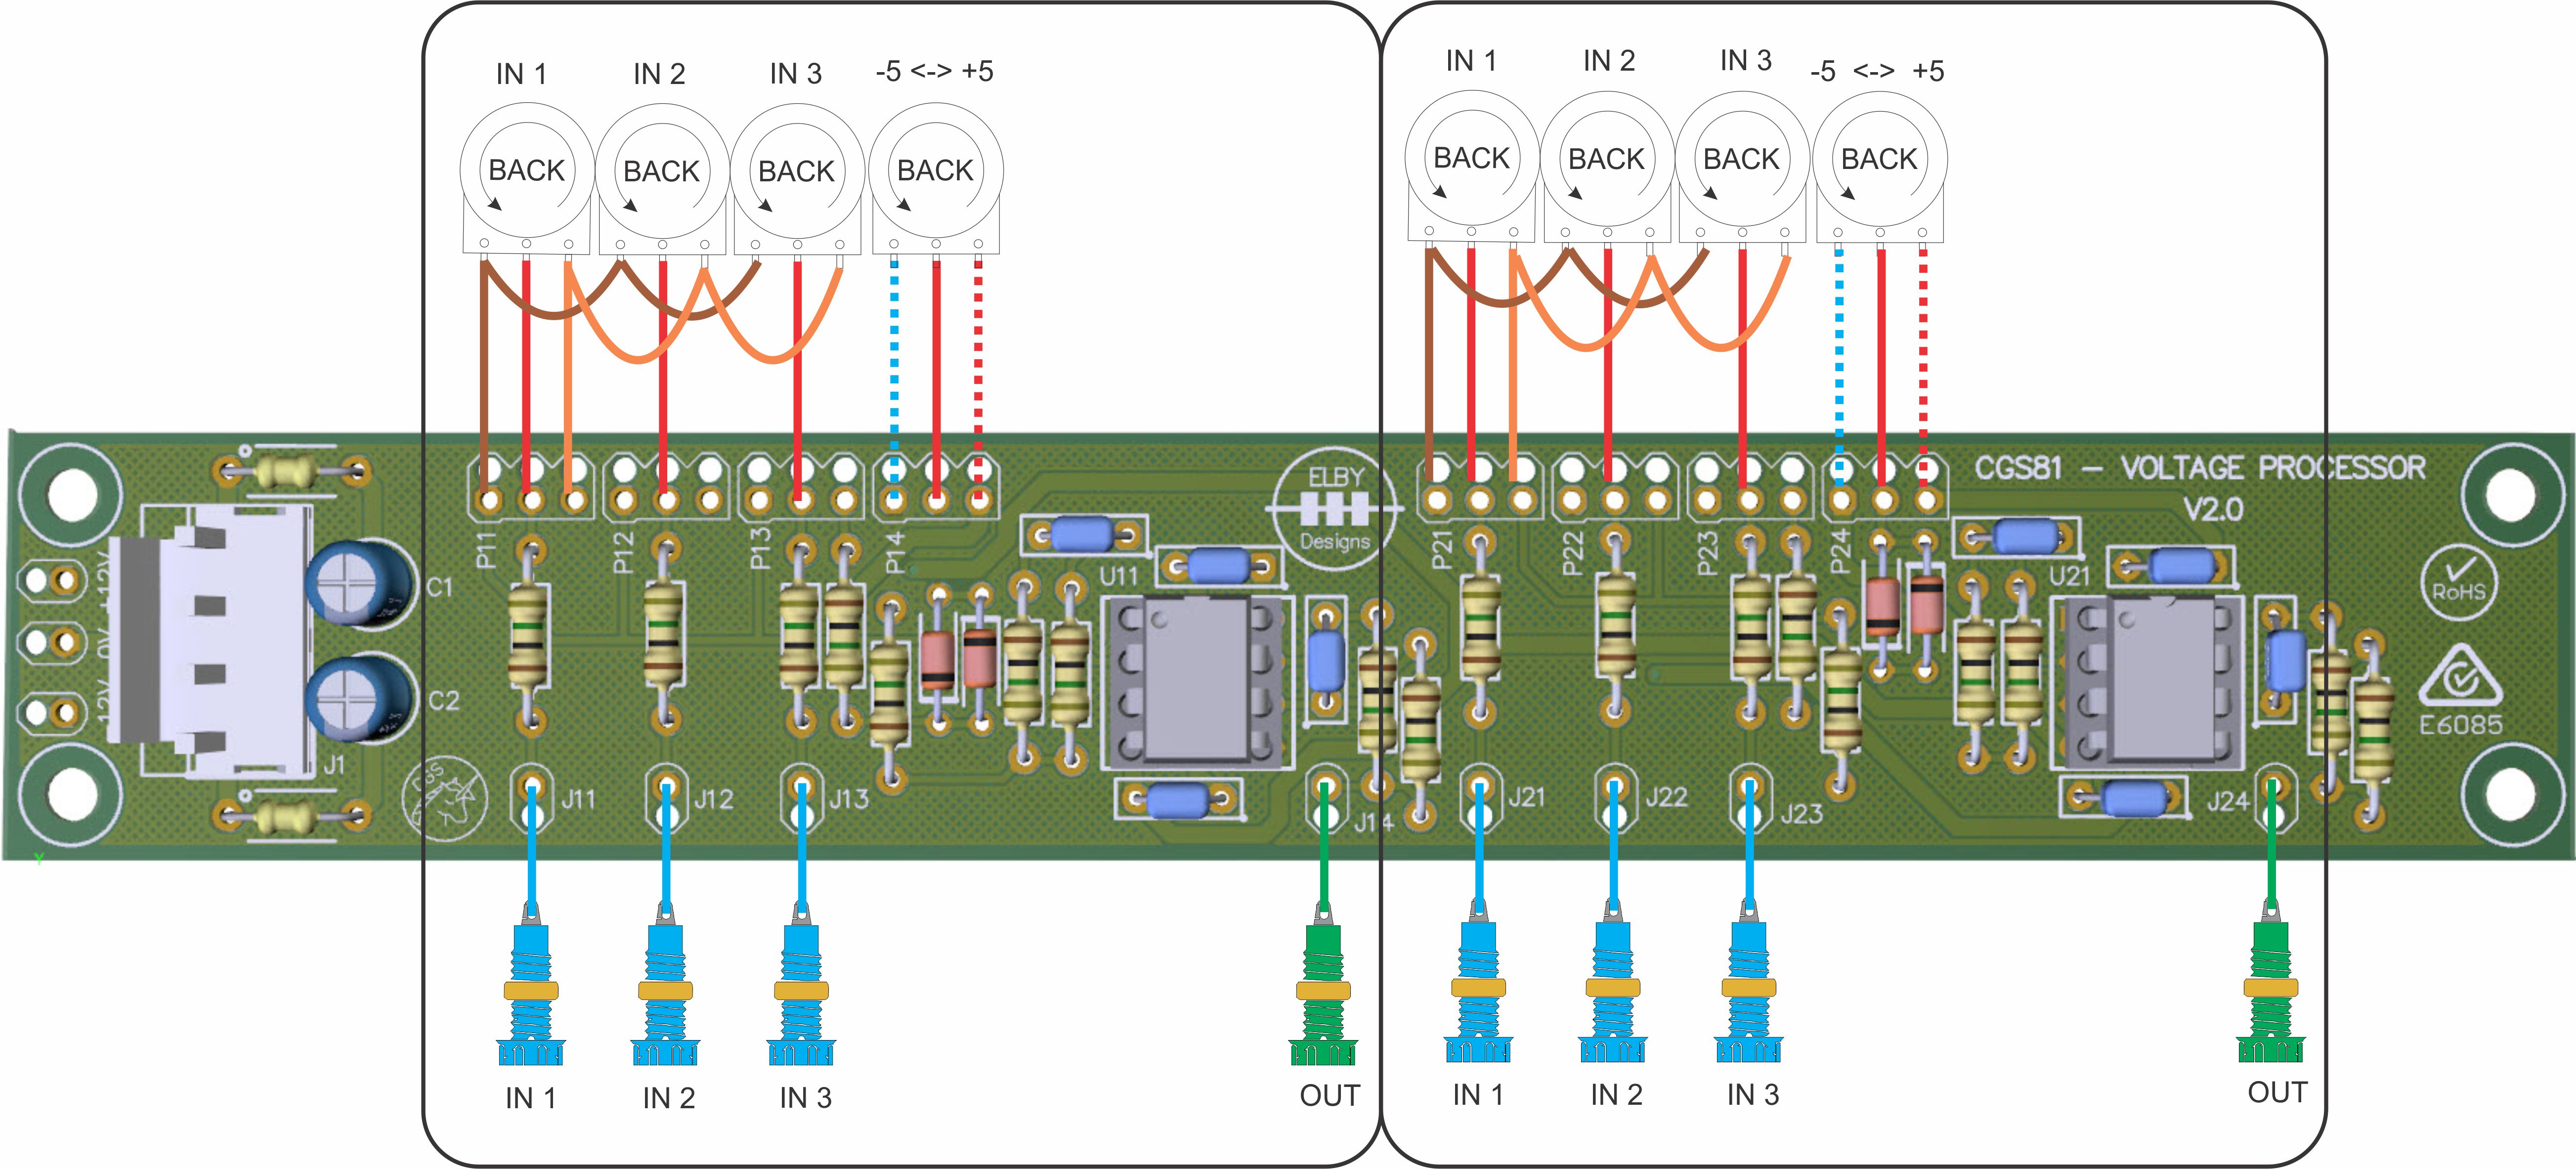 IN 1
IN 2
IN 3
-5 <-> +5
IN 1
IN 2
IN 3
-5 <-> +5
BACK
BACK
BACK
BACK
BACK
BACK
BACK
BACK
ELBY
Designs
CGS81 - VOLTAGE PROCESSOR
V2.0
P11
P12
P13
P14
P21
P22
P23
P24
+12V
0V
12V
C1
C2
J1
U11
U21
RoHS
E6085
CGS
J11
J12
J13
J14
J21
J22
J23
J24
Y
IN 1
IN 2
IN 3
OUT
IN 1
IN 2
IN 3
OUT